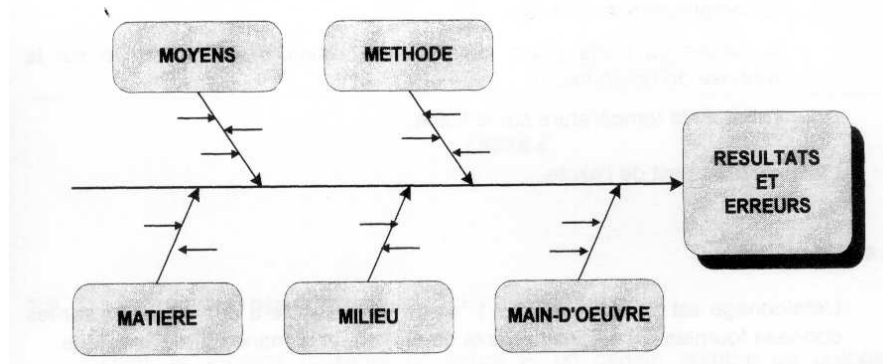 MOYENS
METHODE
RESULTATS
ET
ERREURS
MATIERE
MILIEU
MAIN-D'OEUVRE